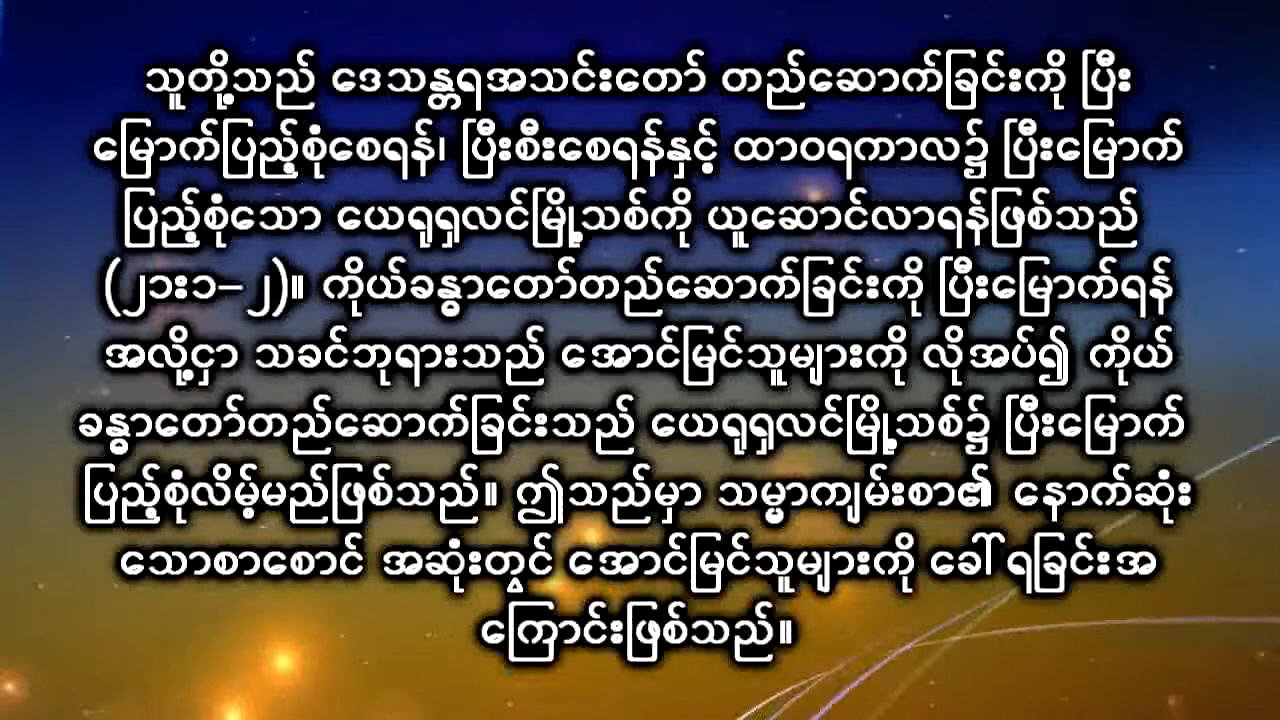 သူတို့သည် ဒေသန္တရအသင်းတော် တည်ဆောက်ခြင်းကို ပြီး
မြောက်ပြည့်စုံစေရန်၊ ပြီးစီးစေရန်နှင့် ထာဝရကာလ၌ ပြီးမြောက်
ပြည့်စုံသော ယေရုရှလင်မြို့သစ်ကို ယူဆောင်လာရန်ဖြစ်သည်
(၂၁း၁–၂)။ ကိုယ်ခန္ဓာတော်တည်ဆောက်ခြင်းကို ပြီးမြောက်ရန်
အလို့ငှာ သခင်ဘုရားသည် အောင်မြင်သူများကို လိုအပ်၍ ကိုယ်
ခန္ဓာတော်တည်ဆောက်ခြင်းသည် ယေရုရှလင်မြို့သစ်၌ ပြီးမြောက်
ပြည့်စုံလိမ့်မည်ဖြစ်သည်။ ဤသည်မှာ သမ္မာကျမ်းစာ၏ နောက်ဆုံး
သောစာစောင် အဆုံးတွင် အောင်မြင်သူများကို ခေါ် ရခြင်းအ
ကြောင်းဖြစ်သည်။